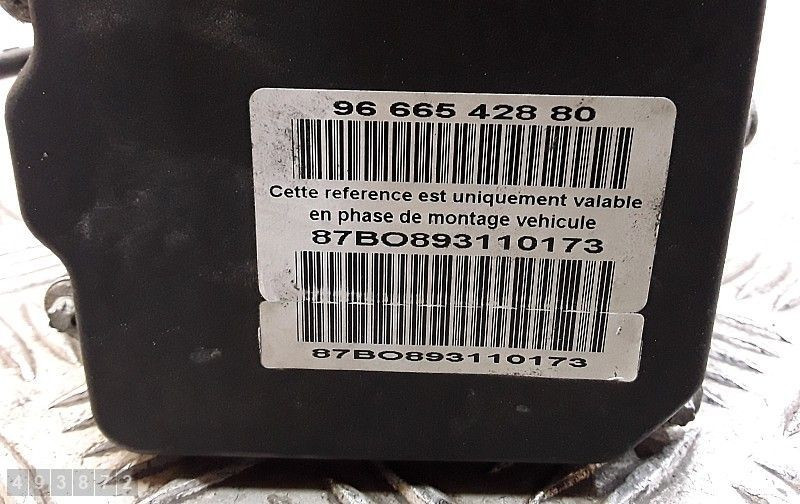 96 665 428 80
Cette reference est uniquement valable
en phase de montage vehicule
87BO893110173
87BO893110173
493872